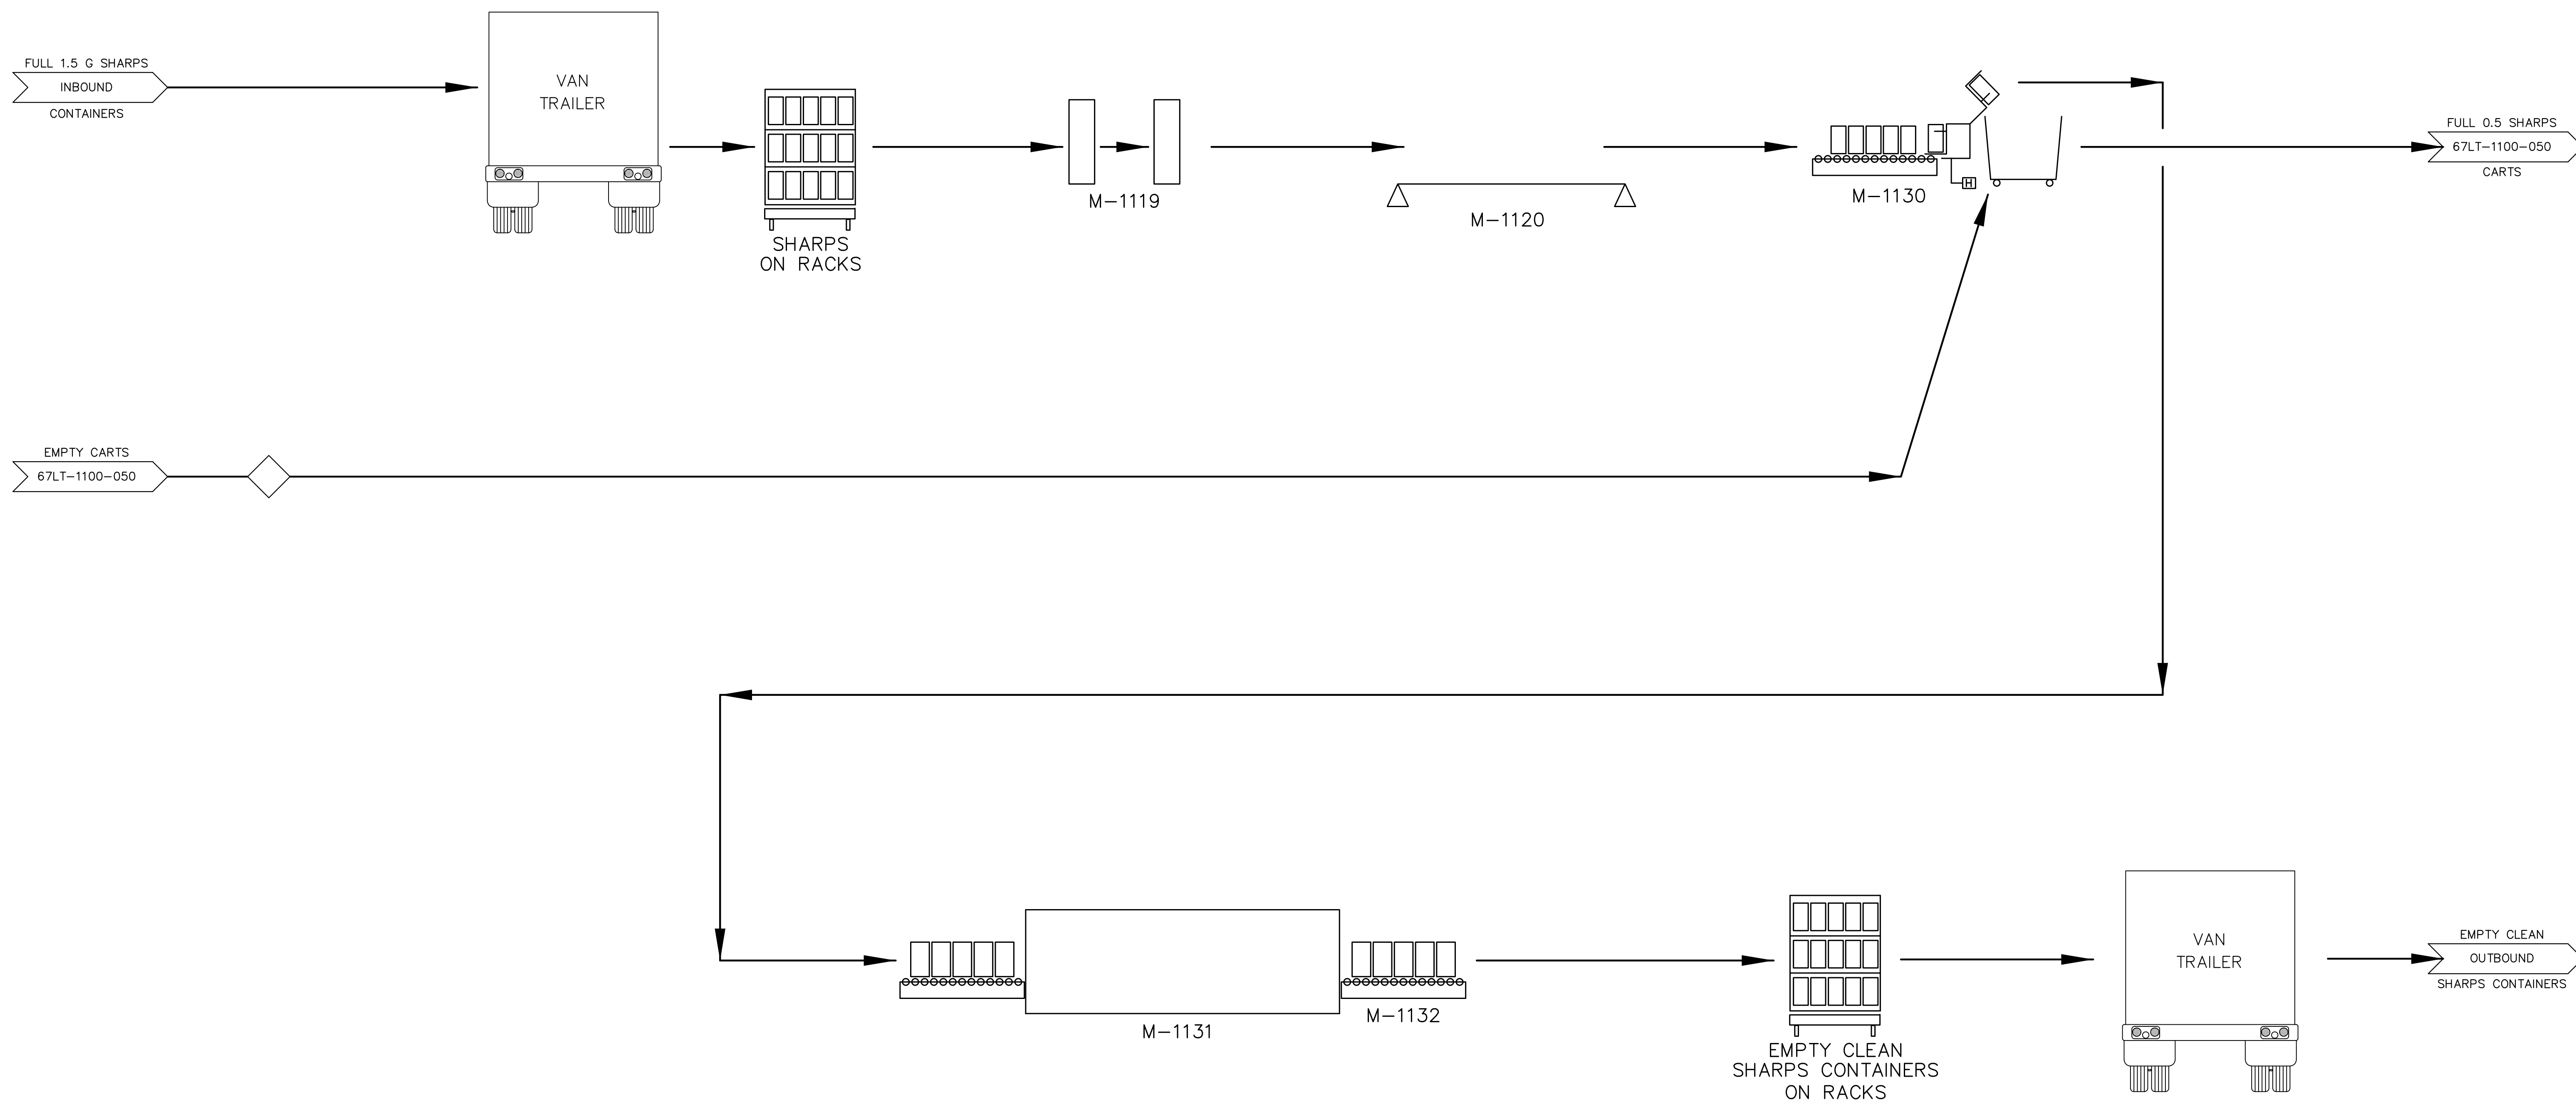 FULL 1.5 G SHARPS
INBOUND
CONTAINERS
VAN
TRAILER
SHARPS
ON RACKS
M-1119
M-1120
M-1130
H
FULL 0.5 SHARPS
67LT-1100-050
CARTS
EMPTY CARTS
67LT-1100-050
M-1131
M-1132
EMPTY CLEAN
SHARPS CONTAINERS
ON RACKS
VAN
TRAILER
EMPTY CLEAN
OUTBOUND
SHARPS CONTAINERS